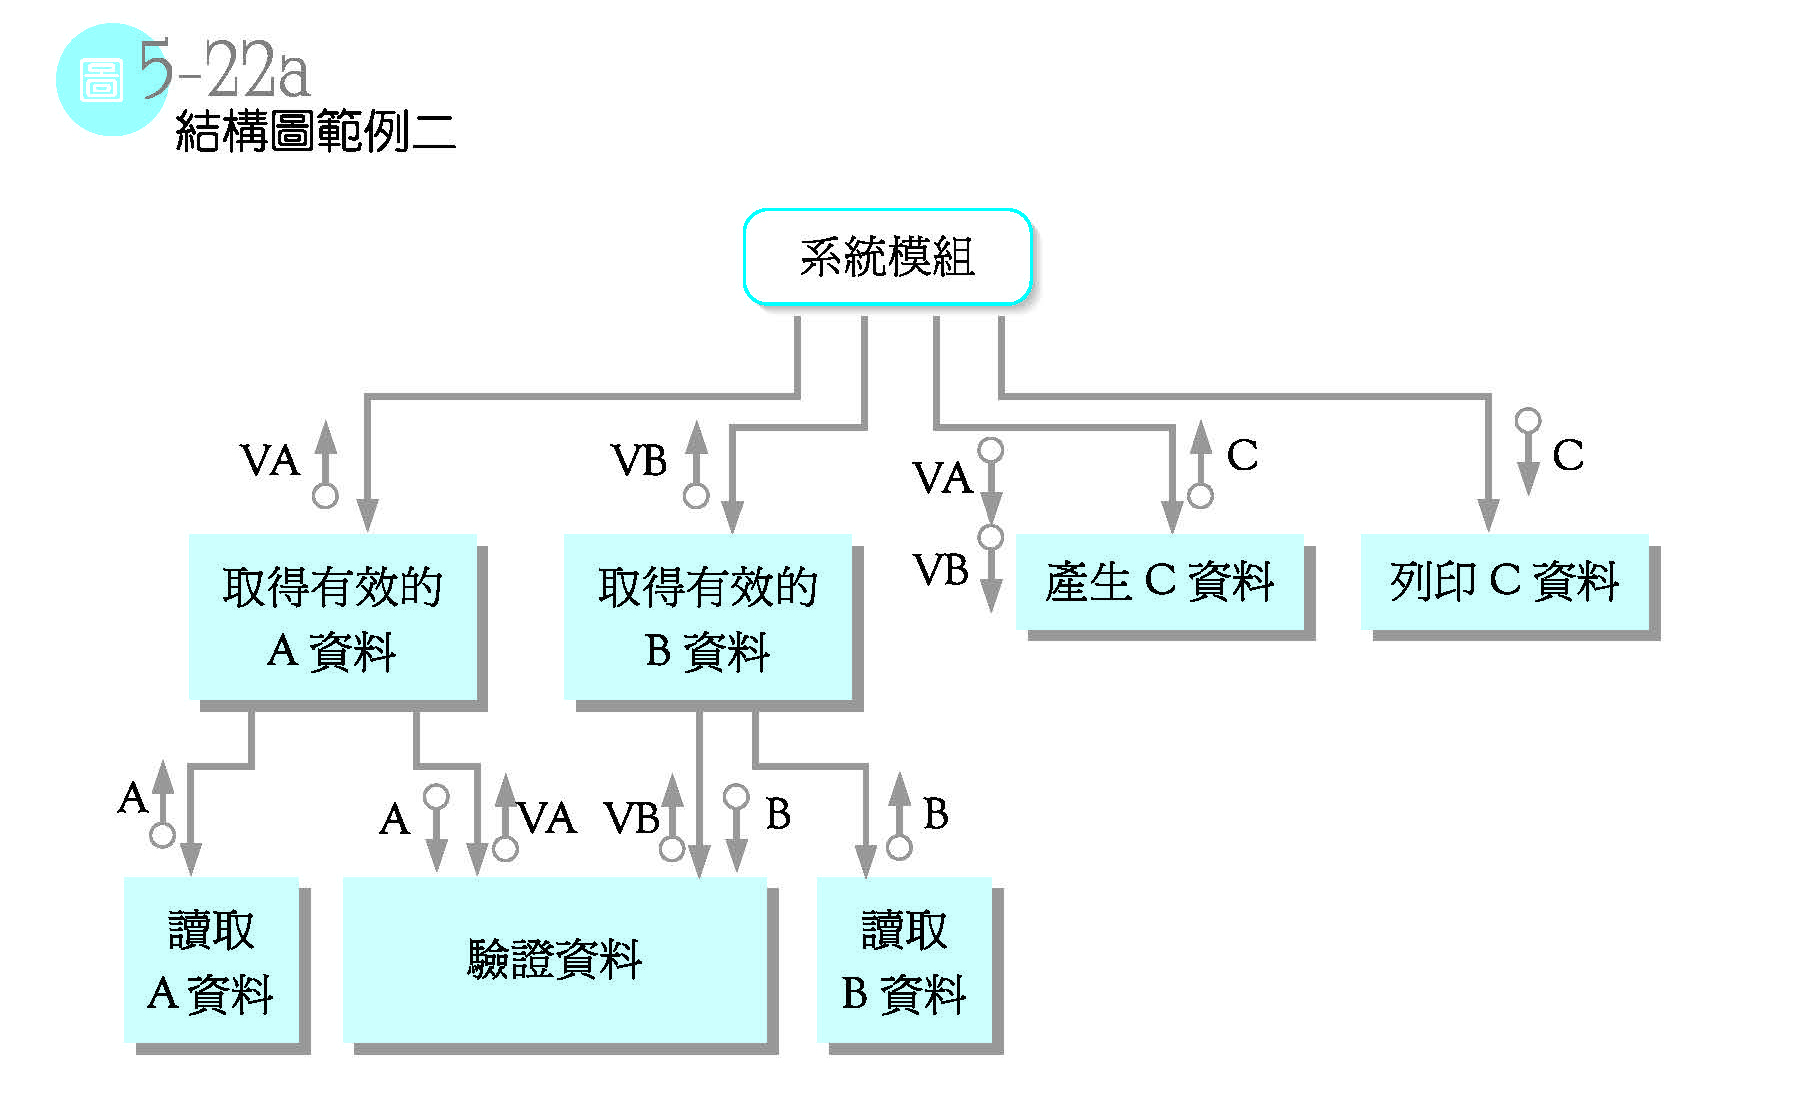 圖 5-22a
結構圖範例二
系統模組
VA
VB
VA
VB
C
C
取得有效的
A 資料
取得有效的
B 資料
產生 C 資料
列印 C 資料
A
A
VA
VB
B
B
讀取
A 資料
驗證資料
讀取
B 資料